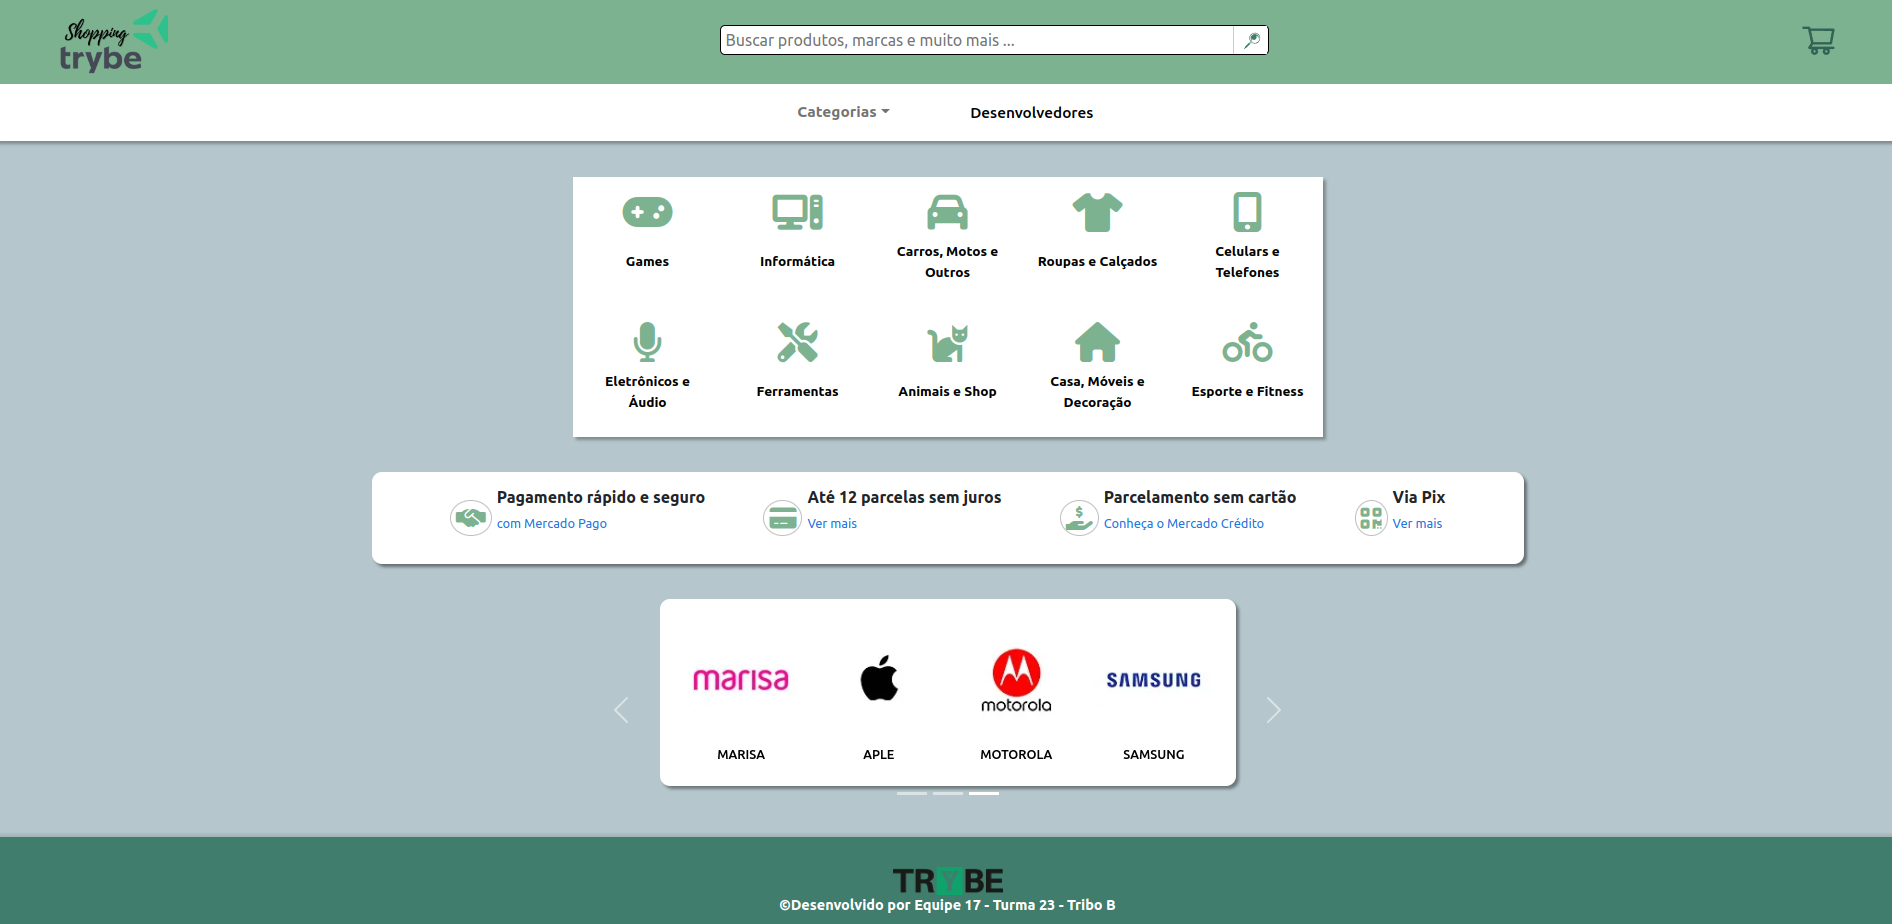 Shopping
trybe
Buscar produtos, marcas e muito mais ...
Categorias
Desenvolvedores
Games
Informática
Carros, Motos e
Outros
Roupas e Calçados
Celulars e
Telefones
Eletrônicos e
Áudio
Ferramentas
Animais e Shop
Casa, Móveis e
Decoração
Esporte e Fitness
Pagamento rápido e seguro
com Mercado Pago
Até 12 parcelas sem juros
Ver mais
Parcelamento sem cartão
Conheça o Mercado Crédito
Via Pix
Ver mais
marisa
motorola
SAMSUNG
MARISA
APLE
MOTOROLA
SAMSUNG
TRYBE
©Desenvolvido por Equipe 17 - Turma 23 - Tribo B